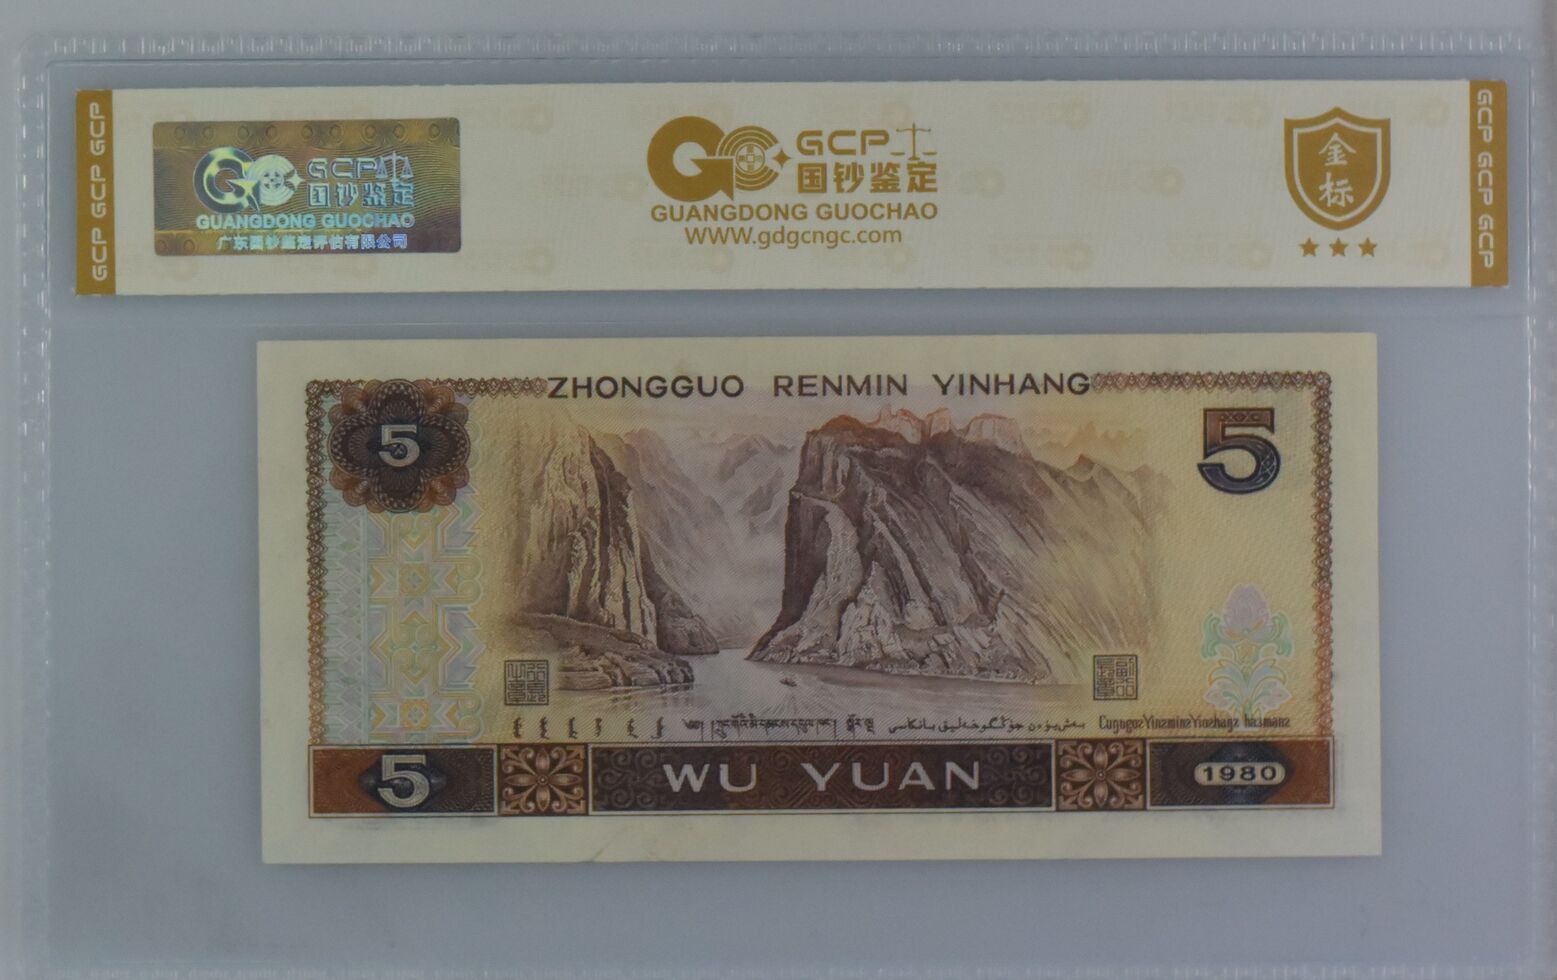 GCP GCP GCP
GCP
国钞鉴定
GUANGDONG GUOCHAO
广东国钞鉴定评估有限公司
GCP
国钞鉴定
GUANGDONG GUOCHAO
WWW.gdgcngc.com
金标
GCP GCP GCP
ZHONGGUO RENMIN YINHANG
5
5
5
WU YUAN
1980